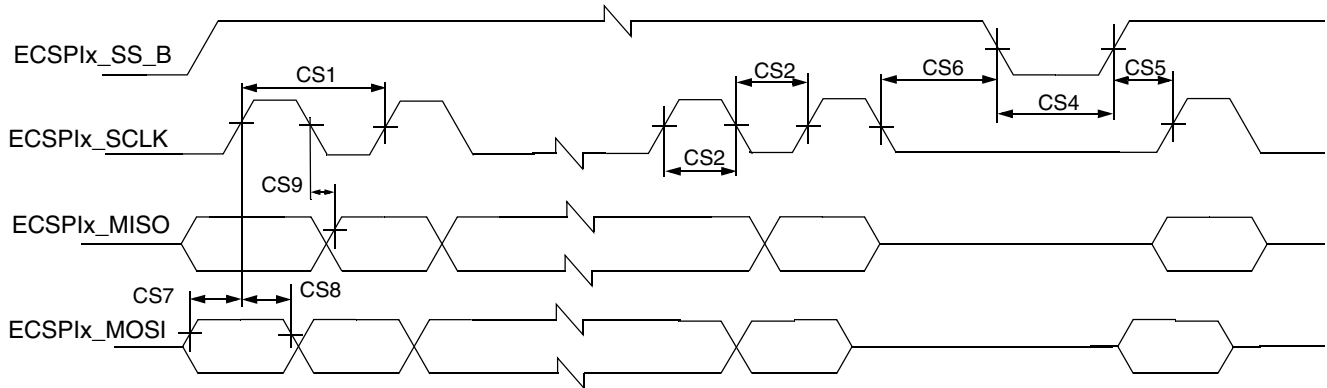 ECSPIx_SS_B
CS1
CS2
CS6
CS5
CS4
ECSPIx_SCLK
CS2
CS9
ECSPIx_MISO
CS7
CS8
ECSPIx_MOSI